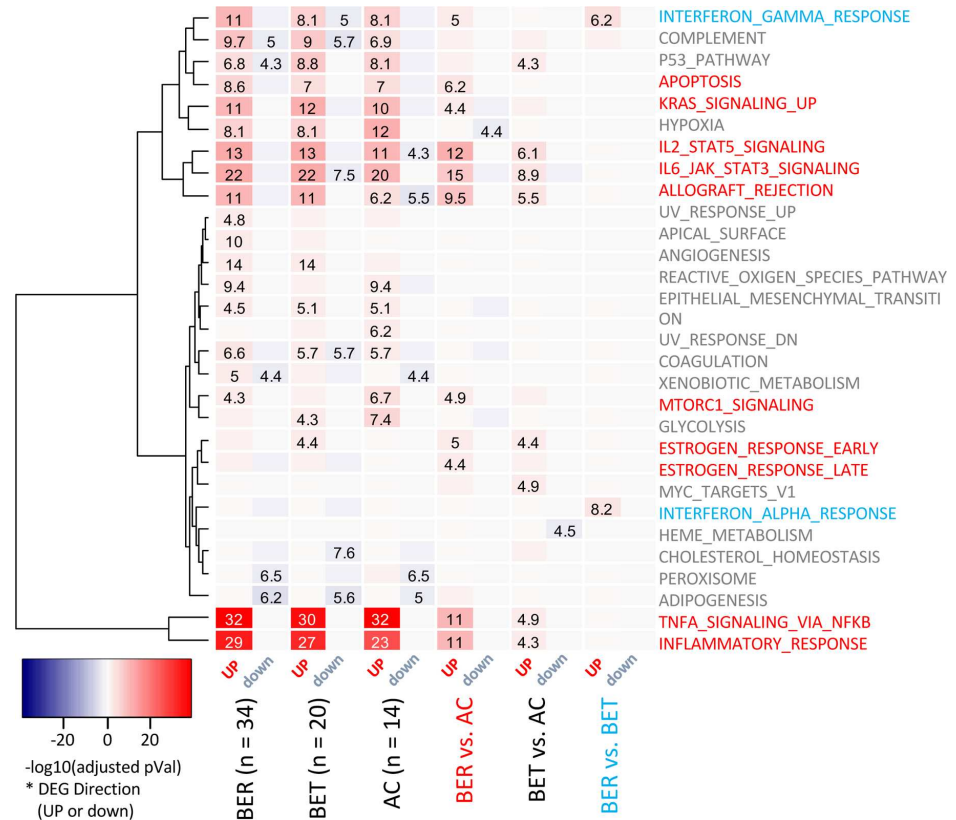 11 8.1 5 8.1 5 6.2 INTERFERON_GAMMA_RESPONSE
9.7 5 9 5.7 6.9 COMPLEMENT
6.8 4.3 8.8 8.1 4.3 P53_PATHWAY
8.6 7 7 6.2 APOPTOSIS
11 12 10 4.4 KRAS_SIGNALING_UP
8.1 8.1 12 4.4 HYPOXIA
13 13 11 4.3 12 6.1 IL2_STAT5_SIGNALING
22 22 7.5 20 15 8.9 IL6_JAK_STAT3_SIGNALING
11 11 6.2 5.5 9.5 5.5 ALLOGRAFT_REJECTION
4.8 UV_RESPONSE_UP
10 APICAL_SURFACE
14 14 ANGIOGENESIS
9.4 9.4 REACTIVE_OXIGEN_SPECIES_PATHWAY
4.5 5.1 5.1 EPITHELIAL_MESENCHYMAL_TRANSITI
ON
6.2 UV_RESPONSE_DN
6.6 5.7 5.7 5.7 COAGULATION
5 4.4 4.4 XENOBIOTIC_METABOLISM
4.3 6.7 4.9 MTORC1_SIGNALING
4.3 7.4 GLYCOLYSIS
4.4 5 4.4 ESTROGEN_RESPONSE_EARLY
4.4 ESTROGEN_RESPONSE_LATE
4.9 MYC_TARGETS_V1
8.2 INTERFERON_ALPHA_RESPONSE
4.5 HEME_METABOLISM
7.6 CHOLESTEROL_HOMEOSTASIS
6.5 6.5 PEROXISOME
6.2 5.6 5 ADIPOGENESIS
32 30 32 11 4.9 TNFA_SIGNALING_VIA_NFKB
29 27 23 11 4.3 INFLAMMATORY_RESPONSE
UP down UP down UP down UP down UP down UP down
BER (n = 34)
BET (n = 20)
AC (n = 14)
BER vs. AC
BET vs. AC
BER vs. BET
-20 0 20
-log10(adjusted pVal)
* DEG Direction
(UP or down)